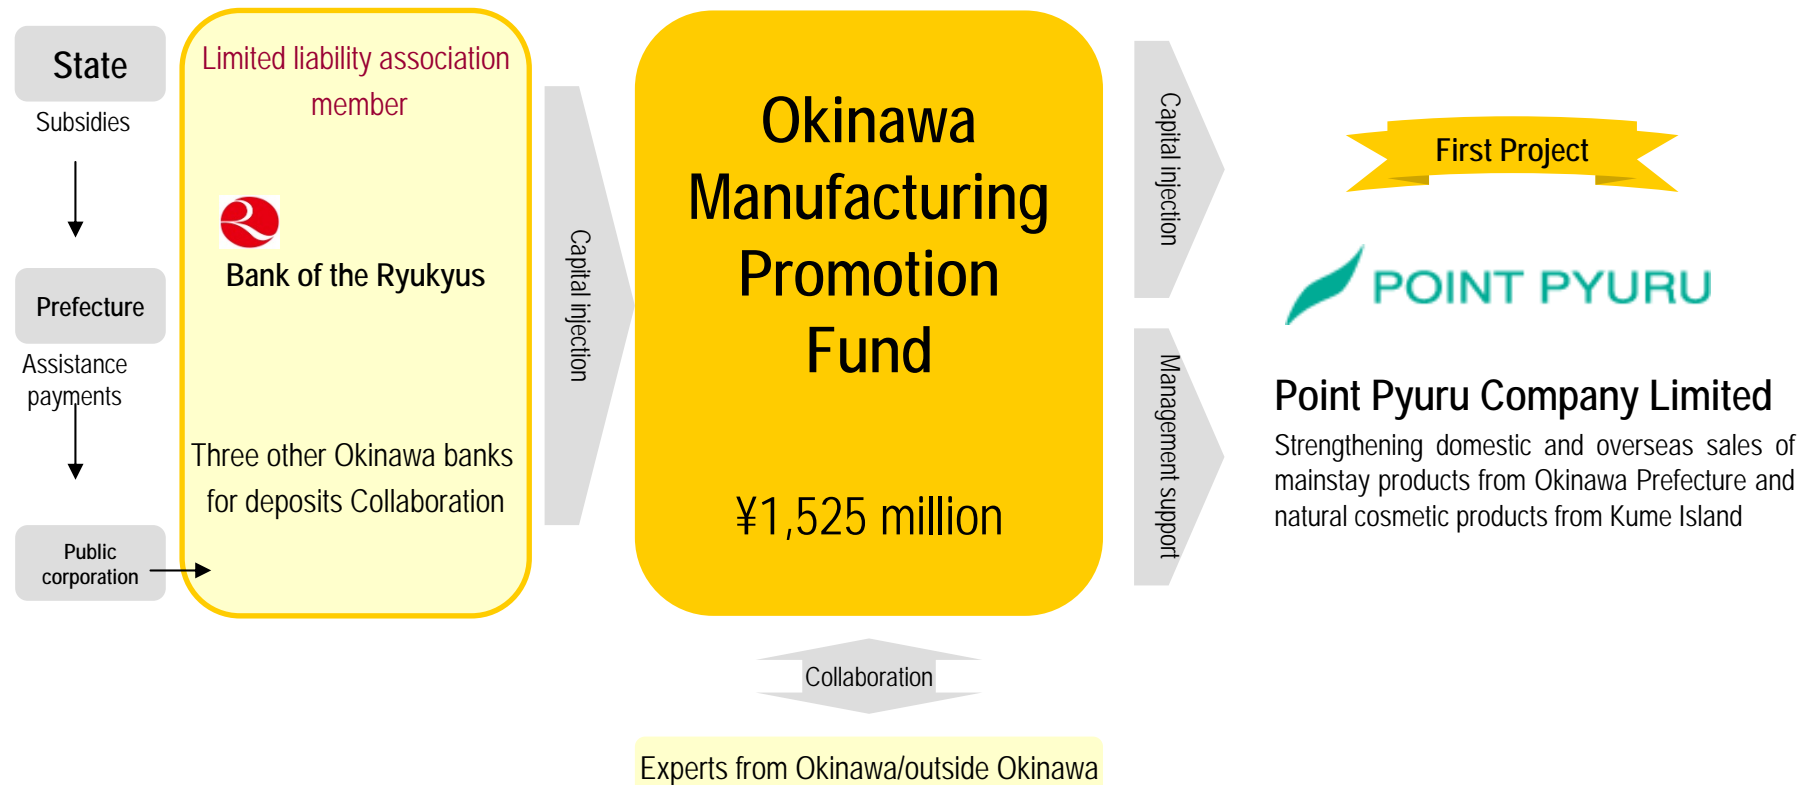 State
Subsidies
Prefecture
Assistance
payments
Public
corporation
Limited liability association
member
Bank of the Ryukyus
Three other Okinawa banks
for deposits Collaboration
Capital injection
Okinawa
Manufacturing
Promotion
Fund
¥1,525 million
Collaboration
Experts from Okinawa/outside Okinawa
Capital injection
Management support
First Project
POINT PYURU
Point Pyuru Company Limited
Strengthening domestic and overseas sales of
mainstay products from Okinawa Prefecture and
natural cosmetic products from Kume Island